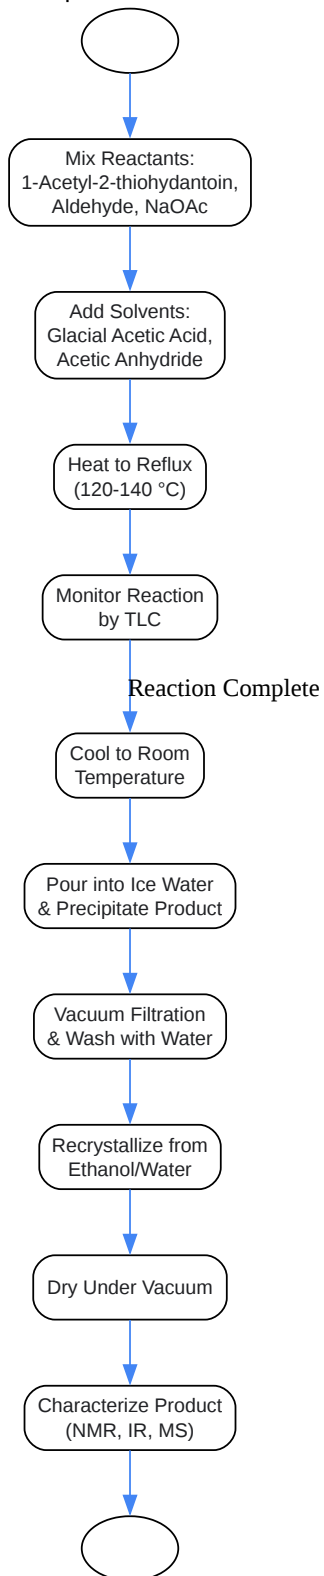 Mix Reactants:
1-Acetyl-2-thiohydantoin,
Aldehyde, NaOAc
Add Solvents:
Glacial Acetic Acid,
Acetic Anhydride
Heat to Reflux
(120-140 °C)
Monitor Reaction
by TLC
Reaction Complete
Cool to Room
Temperature
Pour into Ice Water
& Precipitate Product
Vacuum Filtration
& Wash with Water
Recrystallize from
Ethanol/Water
Dry Under Vacuum
Characterize Product
(NMR, IR, MS)